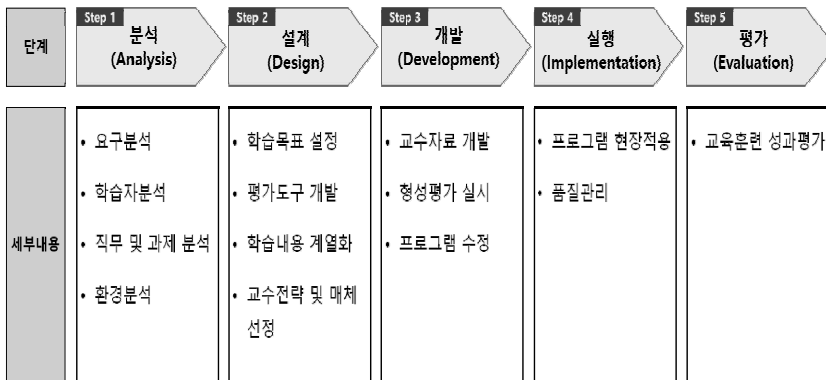 단계
Step 1
분석
(Analysis)
Step 2
설계
(Design)
Step 3
개발
(Development)
Step 4
실행
(Implementation)
Step 5
평가
(Evaluation)
세부내용
• 요구분석
• 학습자분석
• 직무 및 과제 분석
• 환경분석
• 학습목표 설정
• 평가도구 개발
• 학습내용 계열화
• 교수전략 및 매체
선정
• 교수자료 개발
• 형성평가 실시
• 프로그램 수정
• 프로그램 현장적용
• 품질관리
• 교육훈련 성과평가